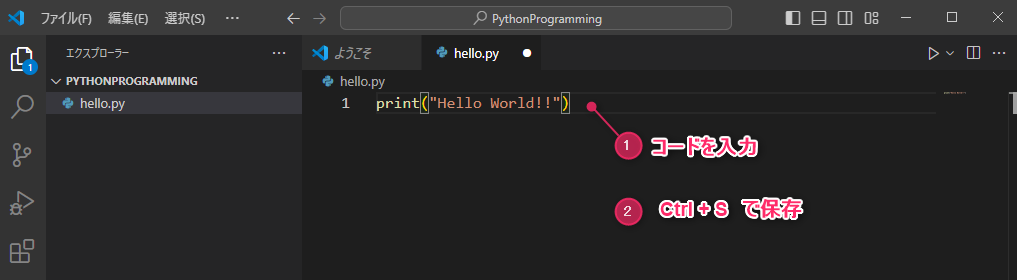 ファイル(F) 編集(E) 選択(S) … PythonProgramming
エクスプローラー … ようこそ hello.py
1
PYTHONPROGRAMMING hello.py
hello.py 1 print("Hello World!!")
1 コードを入力
2 Ctrl + S で保存